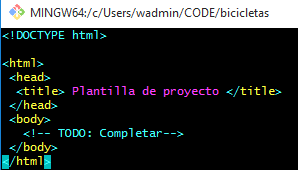 MINGW64:/c/Users/wadmin/CODE/bicicletas
<!DOCTYPE html>
<html>
<head>
<title> Plantilla de proyecto </title>
</head>
<body>
<!-- TODO: Completar-->
</body>
</html>